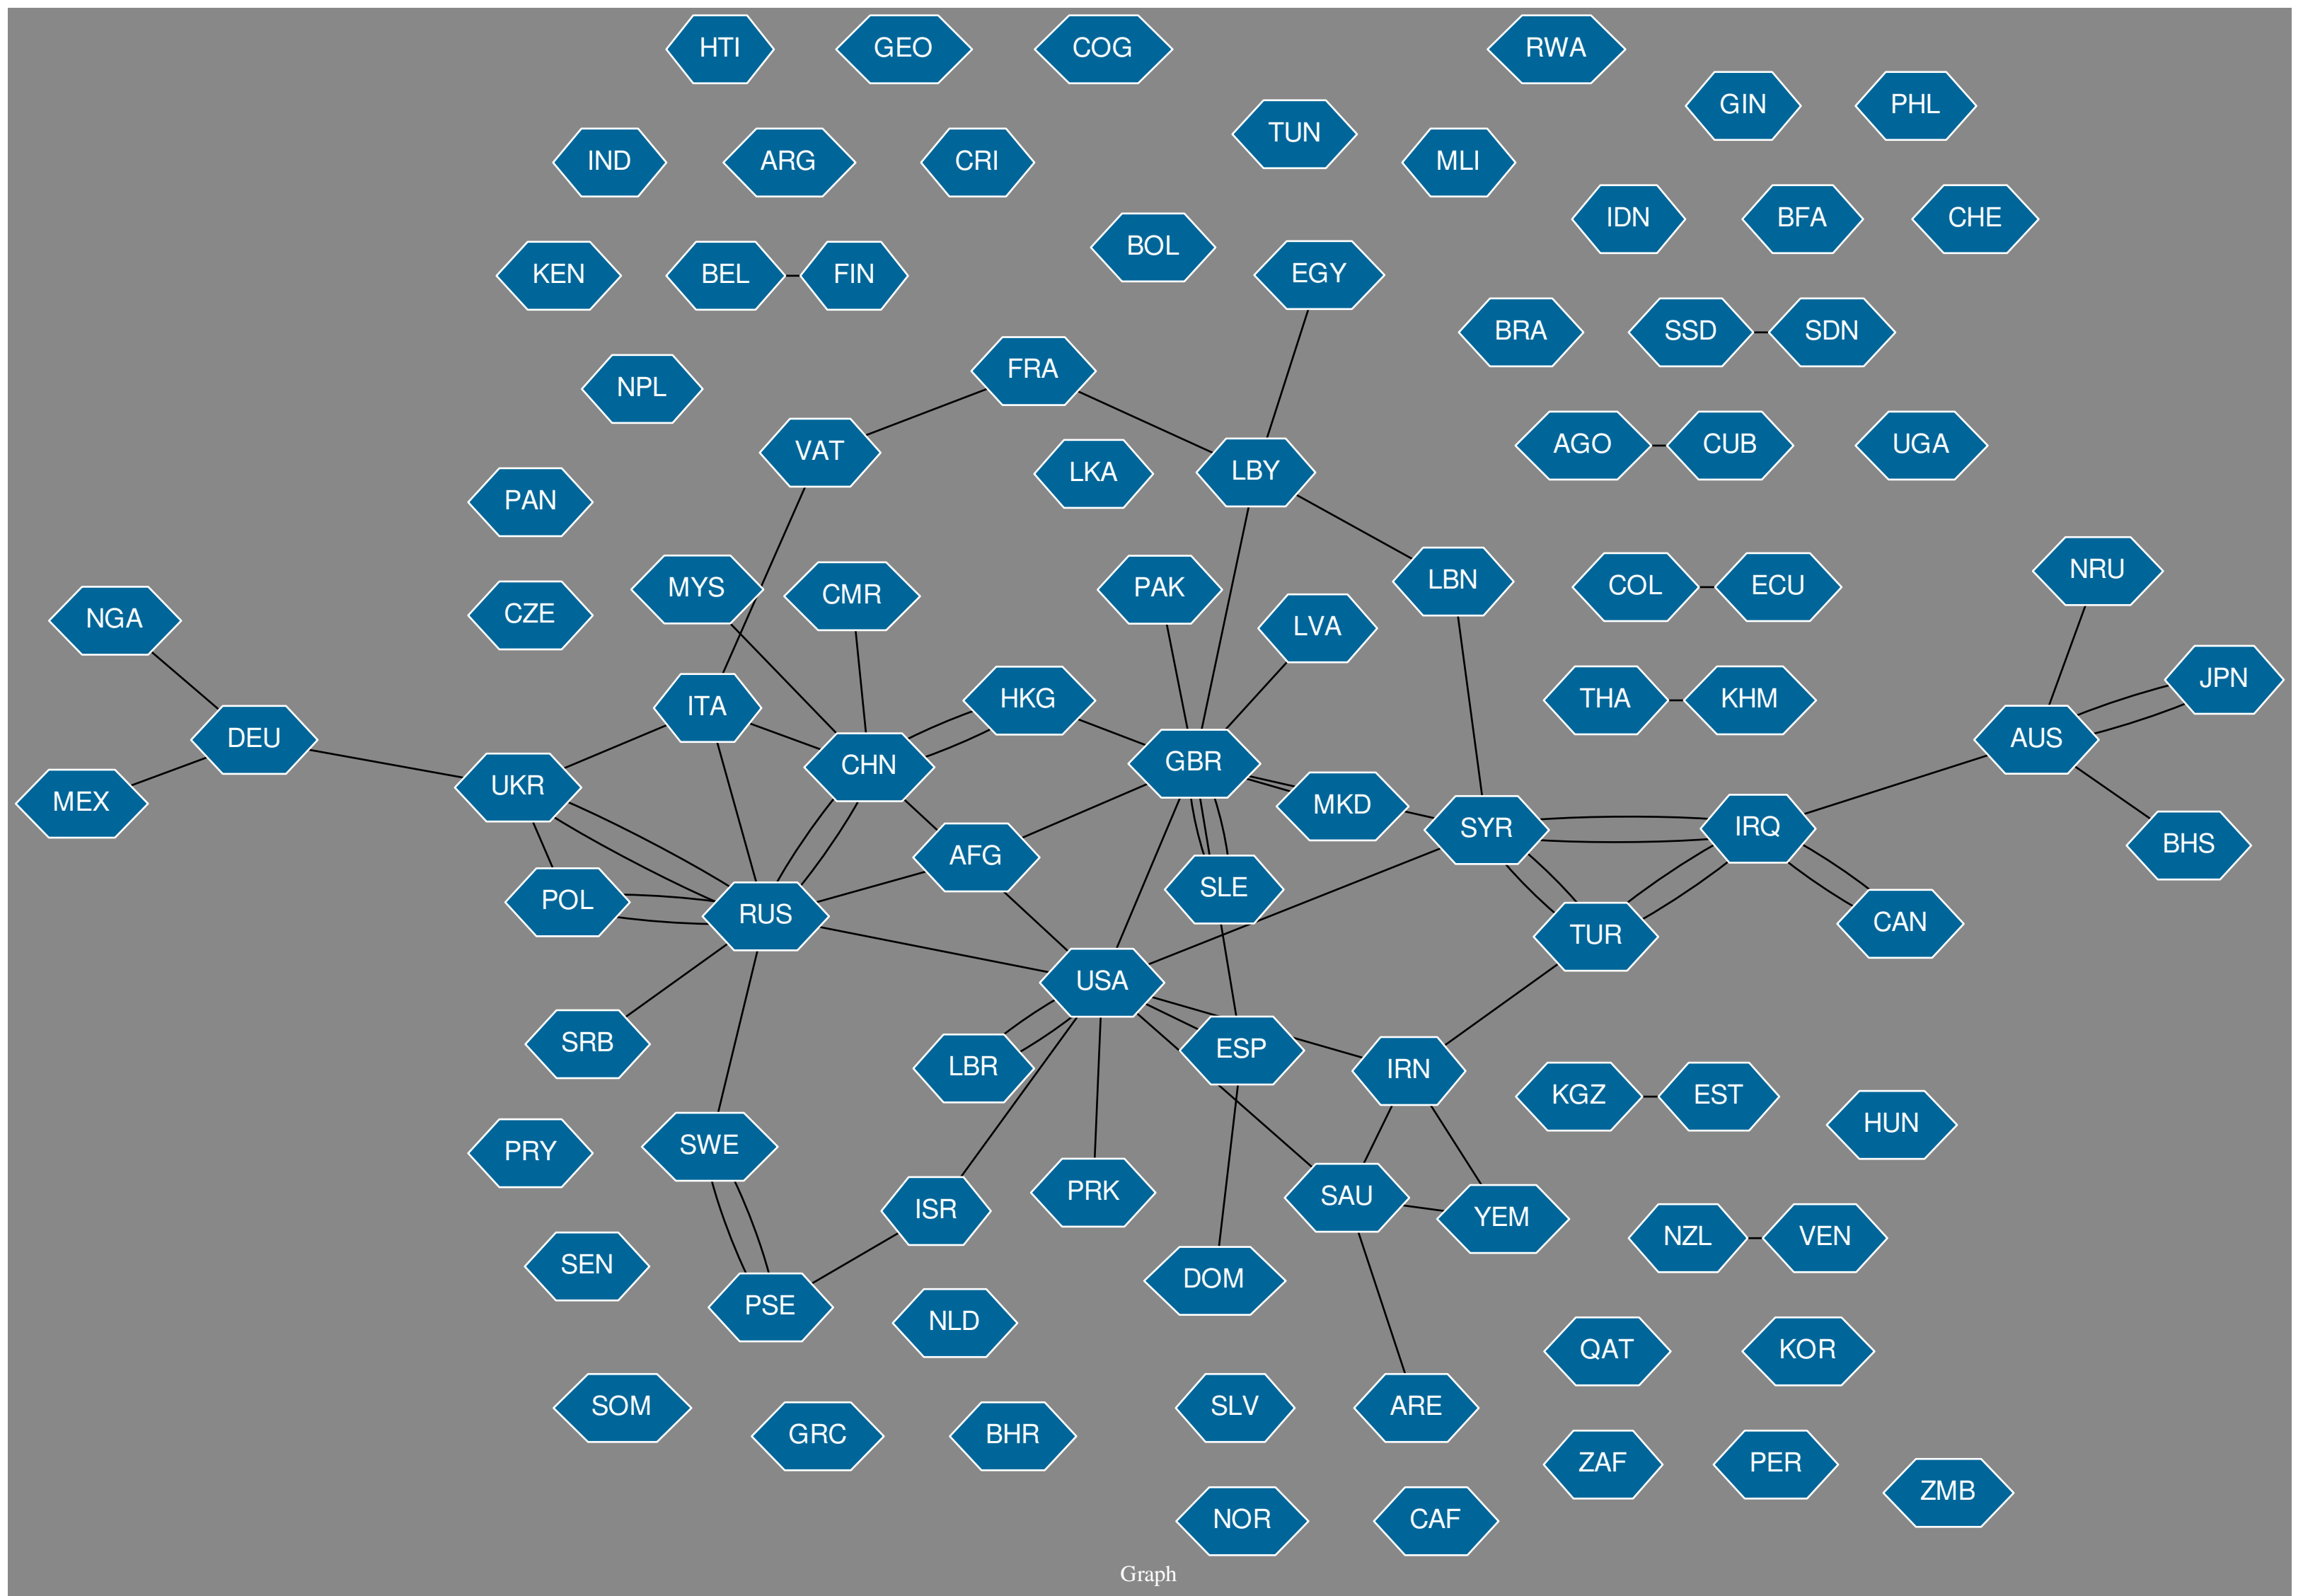 HTI
GEO
COG
RWA
GIN
PHL
TUN
IND
ARG
CRI
MLI
IDN
BFA
CHE
BOL
KEN
BEL
FIN
EGY
BRA
SSD
SDN
FRA
NPL
VAT
LKA
LBY
AGO
CUB
UGA
PAN
NRU
MYS
CMR
PAK
LBN
COL
ECU
NGA
CZE
LVA
JPN
ITA
HKG
THA
KHM
DEU
AUS
UKR
CHN
GBR
MEX
MKD
SYR
IRQ
BHS
AFG
POL
RUS
SLE
TUR
CAN
USA
SRB
LBR
ESP
IRN
KGZ
EST
HUN
PRY
SWE
ISR
PRK
SAU
YEM
NZL
VEN
SEN
PSE
DOM
NLD
QAT
KOR
SOM
GRC
BHR
SLV
ARE
ZAF
PER
ZMB
NOR
CAF
Graph